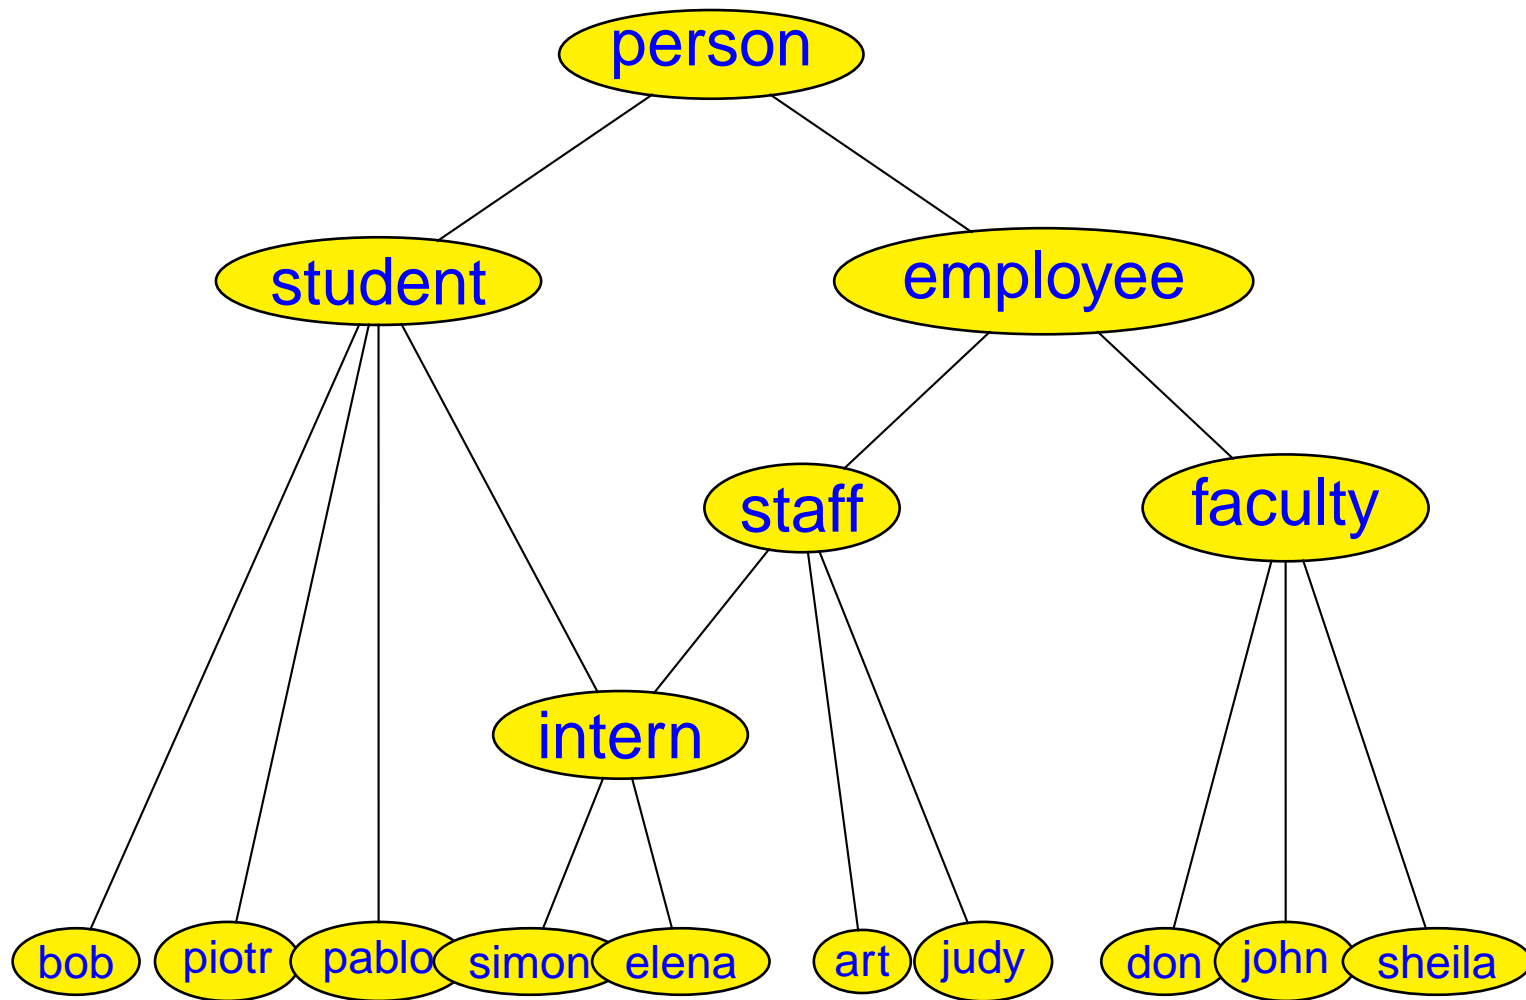 person
student
employee
staff
faculty
intern
bob
piotr
pablo
simon
elena
art
judy
don
john
sheila